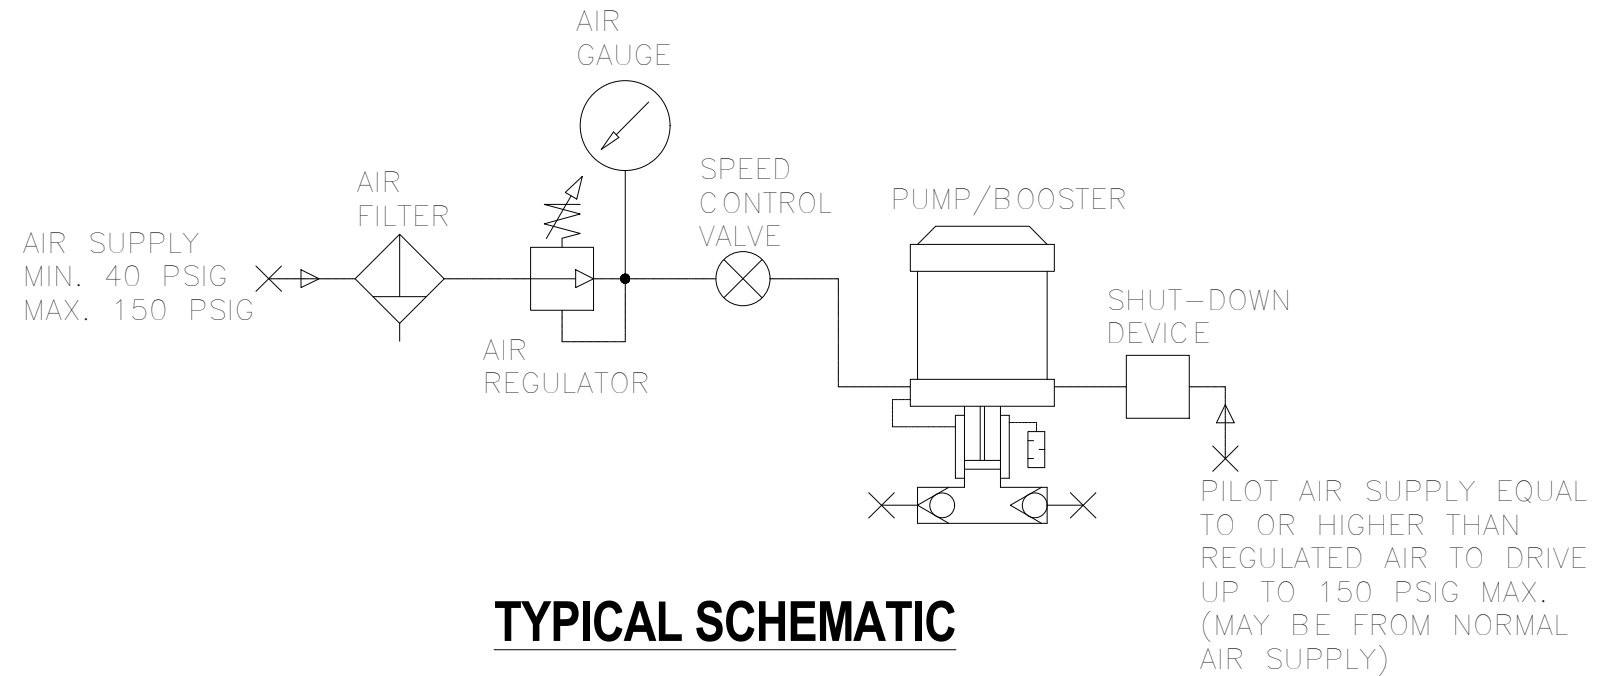 AIR
GAUGE
SPEED
CONTROL
VALVE
AIR
FILTER
PUMP/BOOSTER
AIR SUPPLY
MIN. 40 PSIG
MAX. 150 PSIG
SHUT-DOWN
DEVICE
AIR
REGULATOR
PILOT AIR SUPPLY EQUAL
TO OR HIGHER THAN
REGULATED AIR TO DRIVE
UP TO 150 PSIG MAX.
(MAY BE FROM NORMAL
AIR SUPPLY)
TYPICAL SCHEMATIC